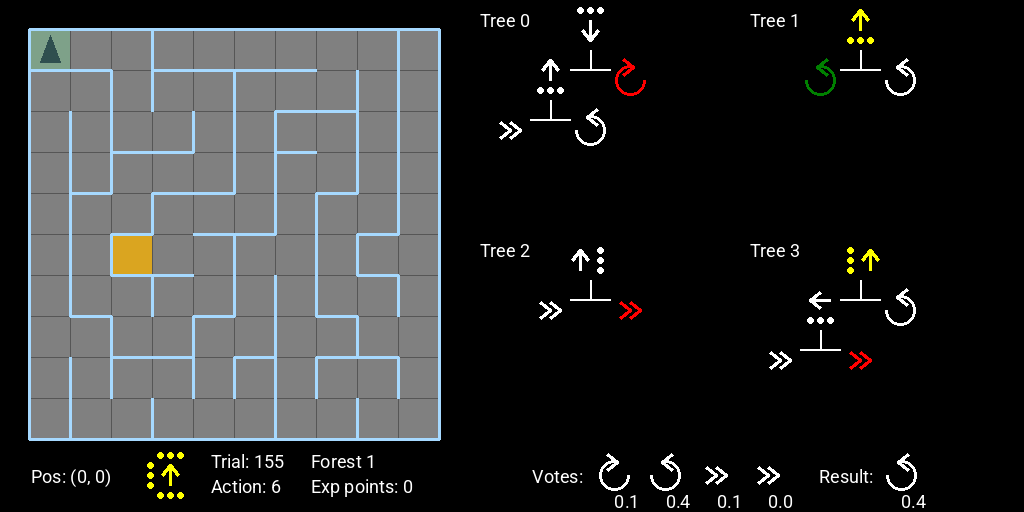 Tree 0
Tree 1
Tree 2
Tree 3
Pos: (0, 0)
Trial: 155
Forest 1
Action: 6
Exp points: 0
Votes:
0.1
0.4
0.1
0.0
Result:
0.4